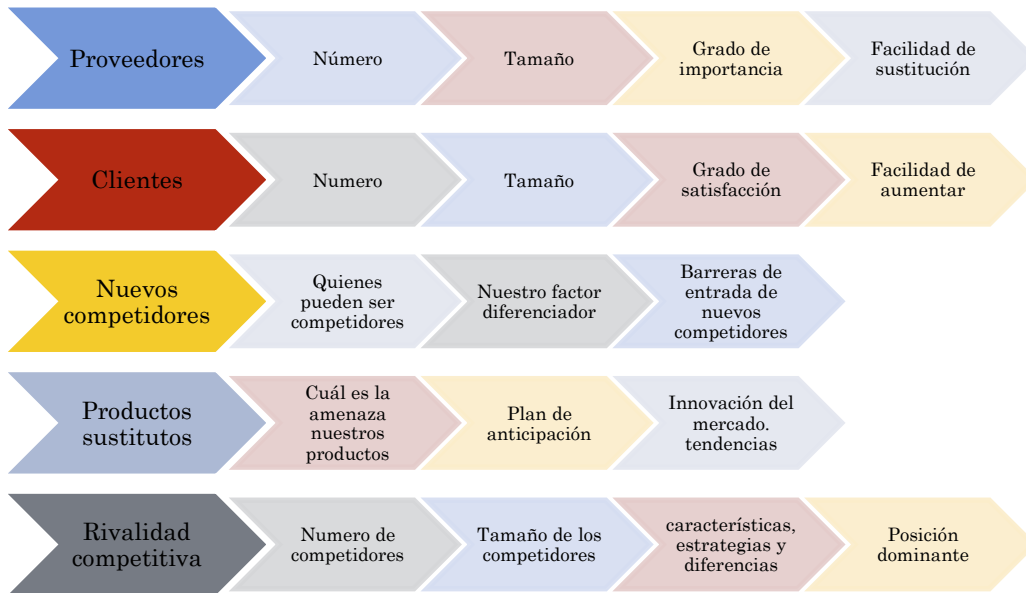 Proveedores
Número
Tamaño
Grado de
importancia
Facilidad de
sustitución
Clientes
Numero
Tamaño
Grado de
satisfacción
Facilidad de
aumentar
Nuevos
competidores
Quienes
pueden ser
competidores
Nuestro factor
diferenciador
Barreras de
entrada de
nuevos
competidores
Productos
sustitutos
Cuál es la
amenaza
nuestros
productos
Plan de
anticipación
Innovación del
mercado.
tendencias
Rivalidad
competitiva
Numero de
competidores
Tamaño de los
competidores
características,
estrategias y
diferencias
Posición
dominante